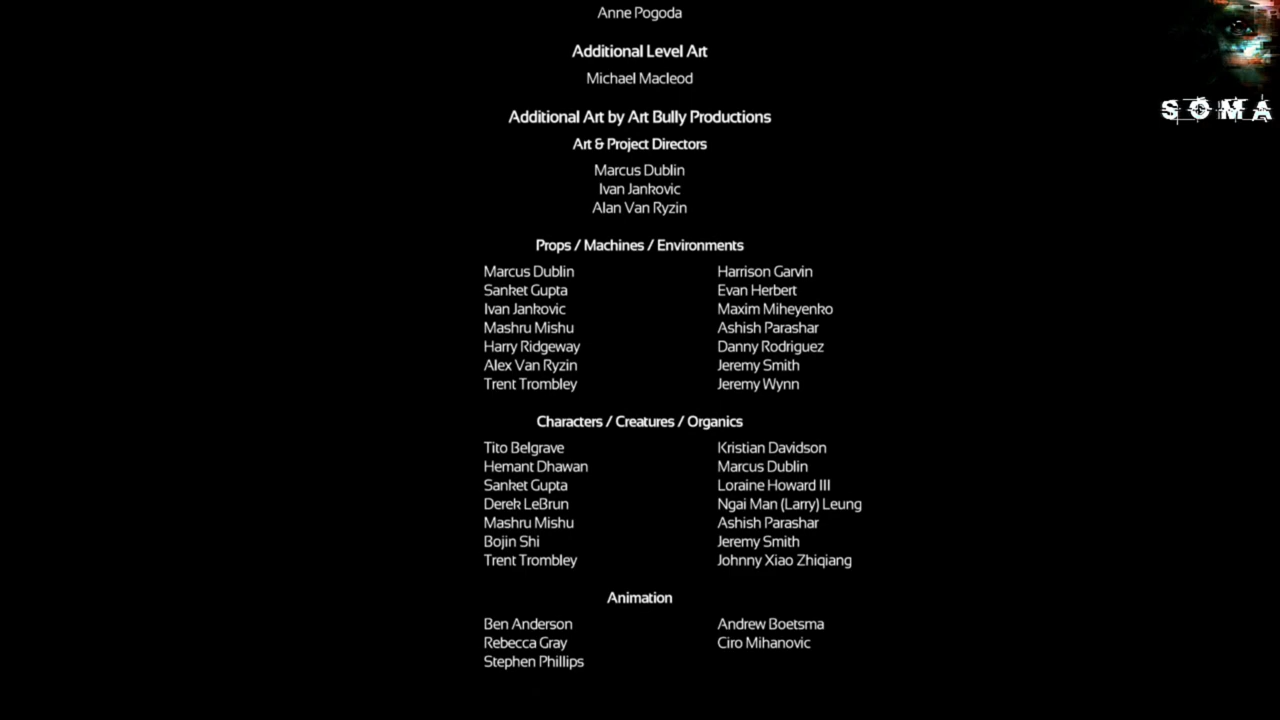 Anne Pogoda
Additional Level Art
Michael Macleod
Additional Art by Art Bully Productions
Art & Project Directors
Marcus Dublin
Ivan Jankovic
Alan Van Ryzin
Props / Machines / Environments
Marcus Dublin Harrison Garvin
Sanket Gupta Evan Herbert
Ivan Jankovic Maxim Miheyenko
Mashru Mishu Ashish Parashar
Harry Ridgeway Danny Rodriguez
Alex Van Ryzin Jeremy Smith
Trent Trombley Jeremy Wynn
Characters / Creatures / Organics
Tito Belgrave Kristian Davidson
Hemant Dhawan Marcus Dublin
Sanket Gupta Loraine Howard III
Derek LeBrun Ngai Man (Larry) Leung
Mashru Mishu Ashish Parashar
Bojin Shi Jeremy Smith
Trent Trombley Johnny Xiao Zhiqiang
Animation
Ben Anderson Andrew Boetsma
Rebecca Gray Ciro Mihanovic
Stephen Phillips
SOMA